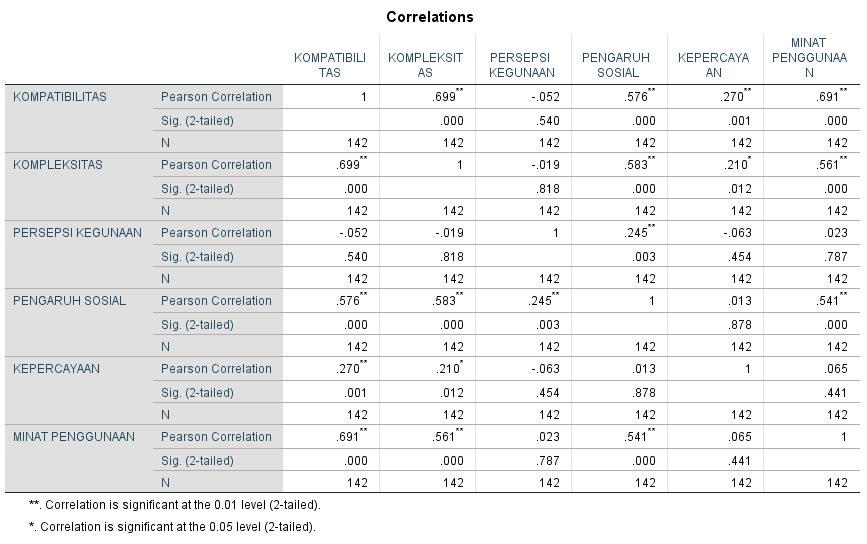 Correlations
KOMPATIBILI
TAS
KOMPLEKSIT
AS
PERSEPSI
KEGUNAAN
PENGARUH
SOSIAL
KEPERCAYA
AN
MINAT
PENGGUNAA
N
KOMPATIBILITAS Pearson Correlation 1 .699** -.052 .576** .270** .691**
Sig. (2-tailed) .000 .540 .000 .001 .000
N 142 142 142 142 142 142
KOMPLEKSITAS Pearson Correlation .699** 1 -.019 .583** .210* .561**
Sig. (2-tailed) .000 .818 .000 .012 .000
N 142 142 142 142 142 142
PERSEPSI KEGUNAAN Pearson Correlation -.052 -.019 1 .245** -.063 .023
Sig. (2-tailed) .540 .818 .003 .454 .787
N 142 142 142 142 142 142
PENGARUH SOSIAL Pearson Correlation .576** .583** .245** 1 .013 .541**
Sig. (2-tailed) .000 .000 .003 .878 .000
N 142 142 142 142 142 142
KEPERCAYAAN Pearson Correlation .270** .210* -.063 .013 1 .065
Sig. (2-tailed) .001 .012 .454 .878 .441
N 142 142 142 142 142 142
MINAT PENGGUNAAN Pearson Correlation .691** .561** .023 .541** .065 1
Sig. (2-tailed) .000 .000 .787 .000 .441
N 142 142 142 142 142 142
**. Correlation is significant at the 0.01 level (2-tailed).
*. Correlation is significant at the 0.05 level (2-tailed).